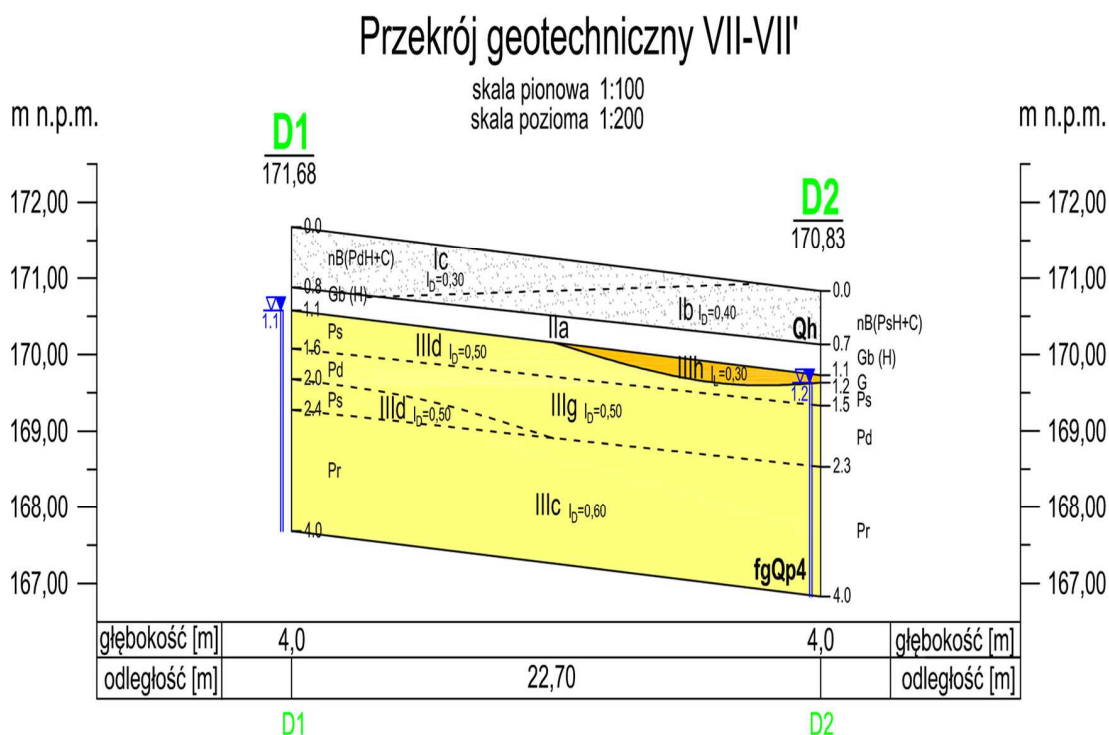 Przekrój geotechniczny VII-VII'
skala pionowa 1:100
skala pozioma 1:200
m n.p.m.
m n.p.m.
D1
171,68
D2
170,83
172,00
171,00
170,00
169,00
168,00
167,00
172,00
171,00
170,00
169,00
168,00
167,00
0.0
0.8
1.1
1.6
2.0
2.4
4.0
1.1
nB(PdH+C)
Gb (H)
Ps
Pd
Ps
Pr
Ic
ID=0,30
Ib ID=0,40
Qh
IIa
IIId ID=0,50
IIIh IL=0,30
IIId ID=0,50
IIIg ID=0,50
IIIc ID=0,60
fgQp4
0.0
0.7
1.1
1.2
1.5
2.3
4.0
1.2
nB(PsH+C)
Gb (H)
G
Ps
Pd
Pr
głębokość [m] 4,0 4,0 głębokość [m]
odległość [m] 22,70 odległość [m]
D1 D2